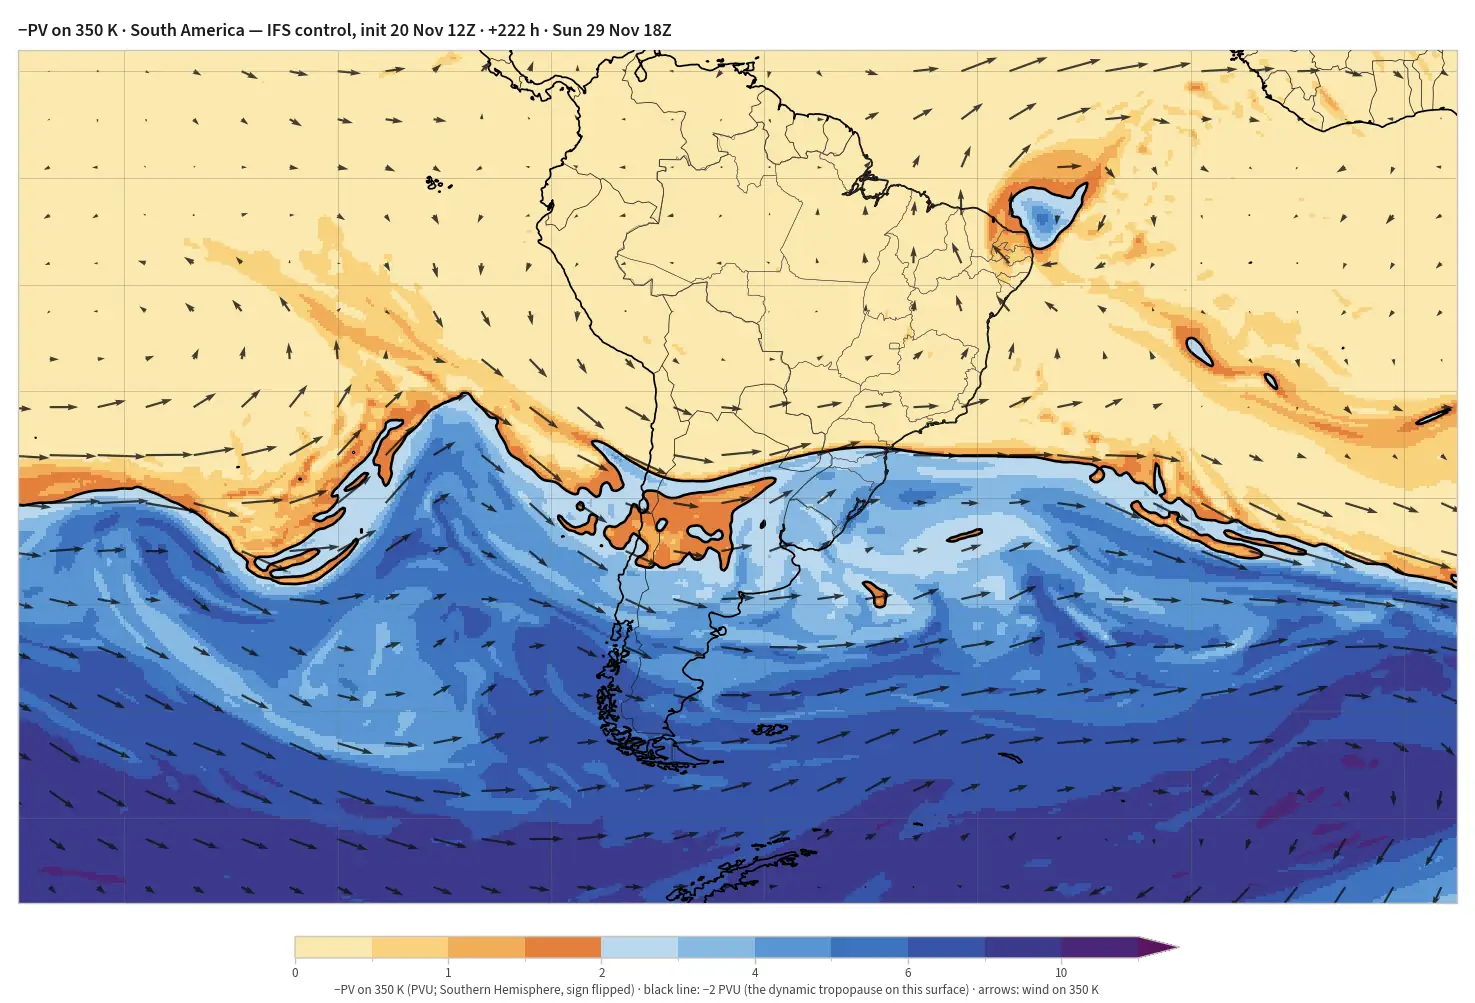 −PV on 350 K · South America — IFS control, init 20 Nov 12Z · +222 h · Sun 29 Nov 18Z
0 1 2 4 6 10
−PV on 350 K (PVU; Southern Hemisphere, sign flipped) · black line: −2 PVU (the dynamic tropopause on this surface) · arrows: wind on 350 K